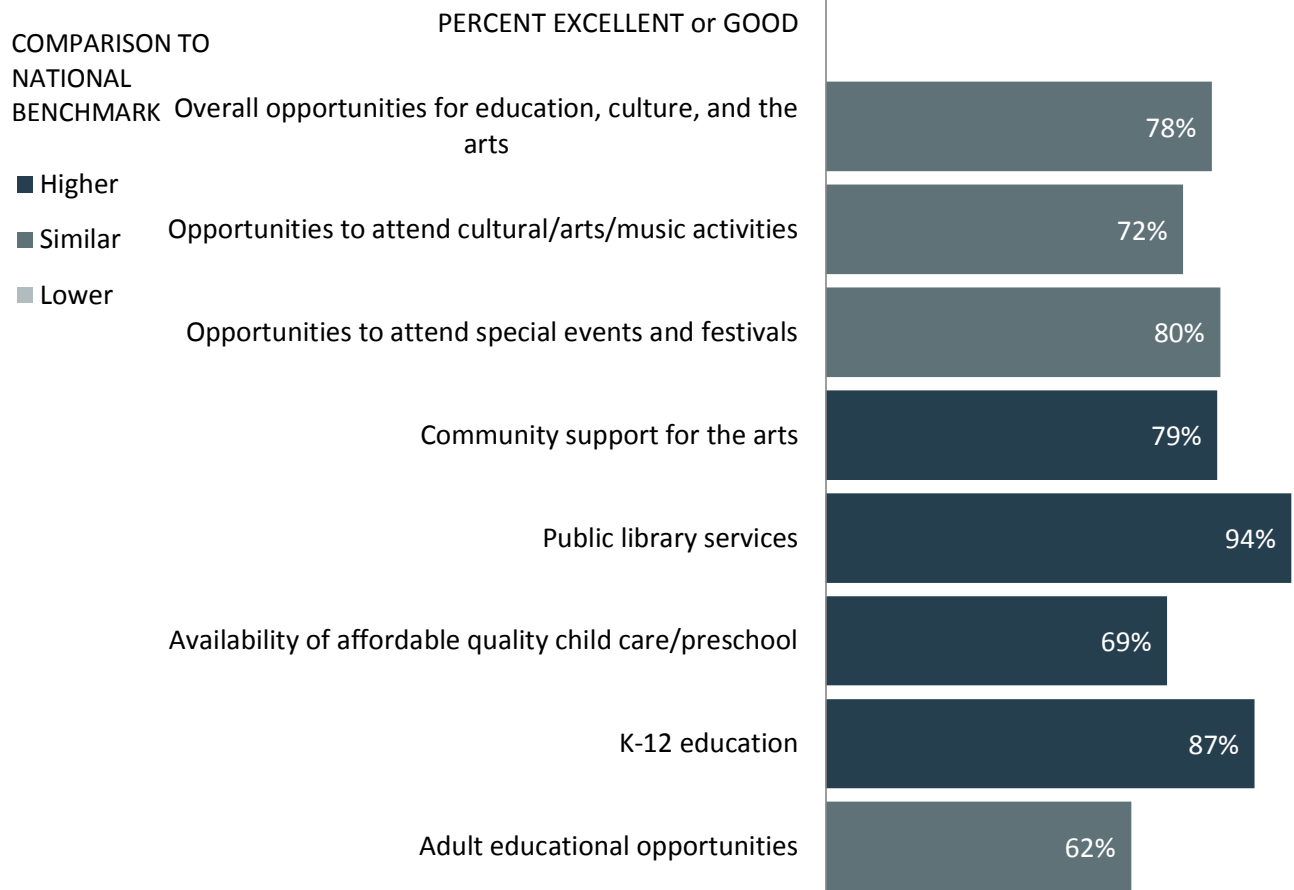 PERCENT EXCELLENT or GOOD
COMPARISON TO
NATIONAL
BENCHMARK
Higher
Similar
Lower
Overall opportunities for education, culture, and the
arts
78%
Opportunities to attend cultural/arts/music activities
72%
Opportunities to attend special events and festivals
80%
Community support for the arts
79%
Public library services
94%
Availability of affordable quality child care/preschool
69%
K-12 education
87%
Adult educational opportunities
62%